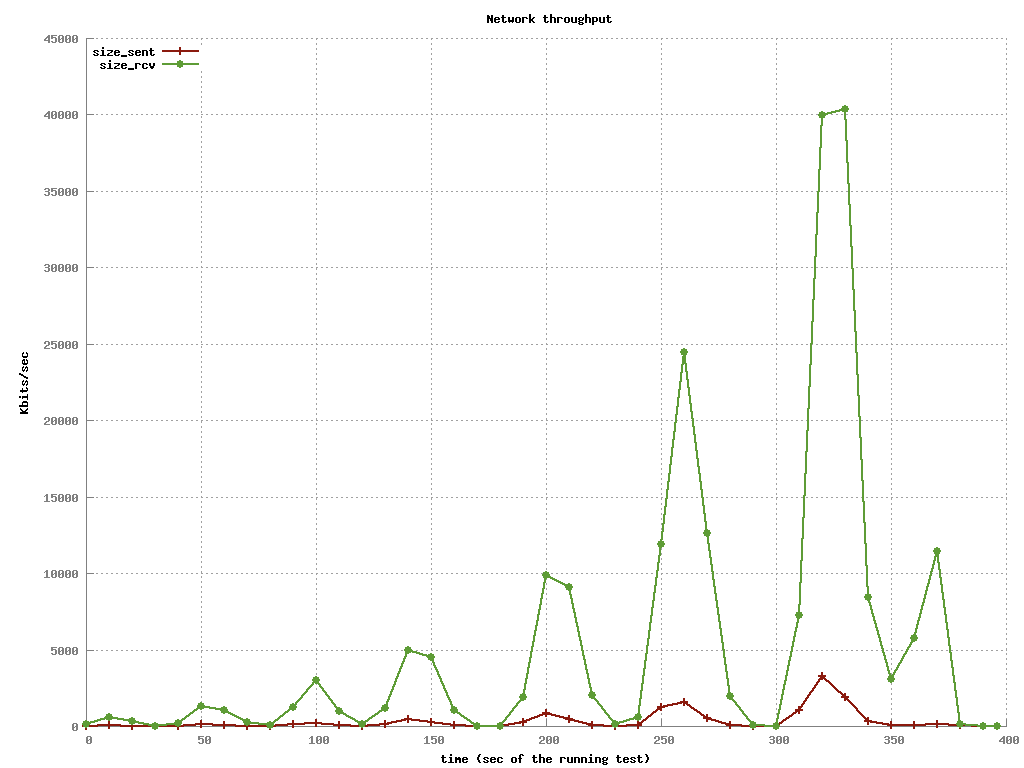 Network throughput
size_sent
size_rcv
45000
40000
35000
30000
25000
20000
15000
10000
5000
0
Kbits/sec
0 50 100 150 200 250 300 350 400
time (sec of the running test)